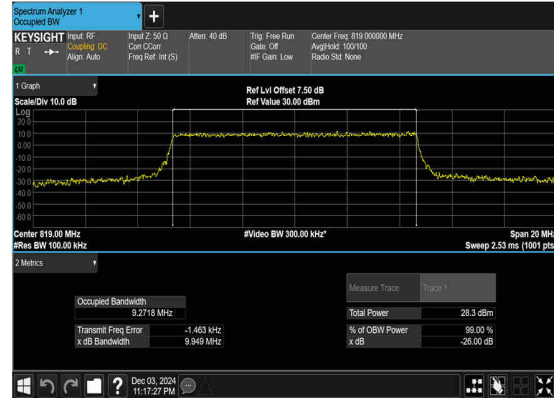 Spectrum Analyzer 1
Occupied BW
+
KEYSIGHT Input: RF Input Z: 50 Ω Atten: 40 dB Trig: Free Run Center Freq: 819.000000 MHz
R T Coupling: DC Corr CCorr Gate: Off Avg|Hold: 100/100
Align: Auto Freq Ref: Int (S) #IF Gain: Low Radio Std: None
1 Graph
Ref Lvl Offset 7.50 dB
Scale/Div 10.0 dB Ref Value 30.00 dBm
Log
20.0
10.0
0.00
-10.0
-20.0
-30.0
-40.0
-50.0
-60.0
Center 819.00 MHz #Video BW 300.00 kHz* Span 20 MHz
#Res BW 100.00 kHz Sweep 2.53 ms (1001 pts
2 Metrics
Measure Trace Trace 1
Occupied Bandwidth
9.2718 MHz Total Power 28.3 dBm
Transmit Freq Error -1.463 kHz % of OBW Power 99.00 %
x dB Bandwidth 9.949 MHz x dB -26.00 dB
? Dec 03, 2024
11:17:27 PM